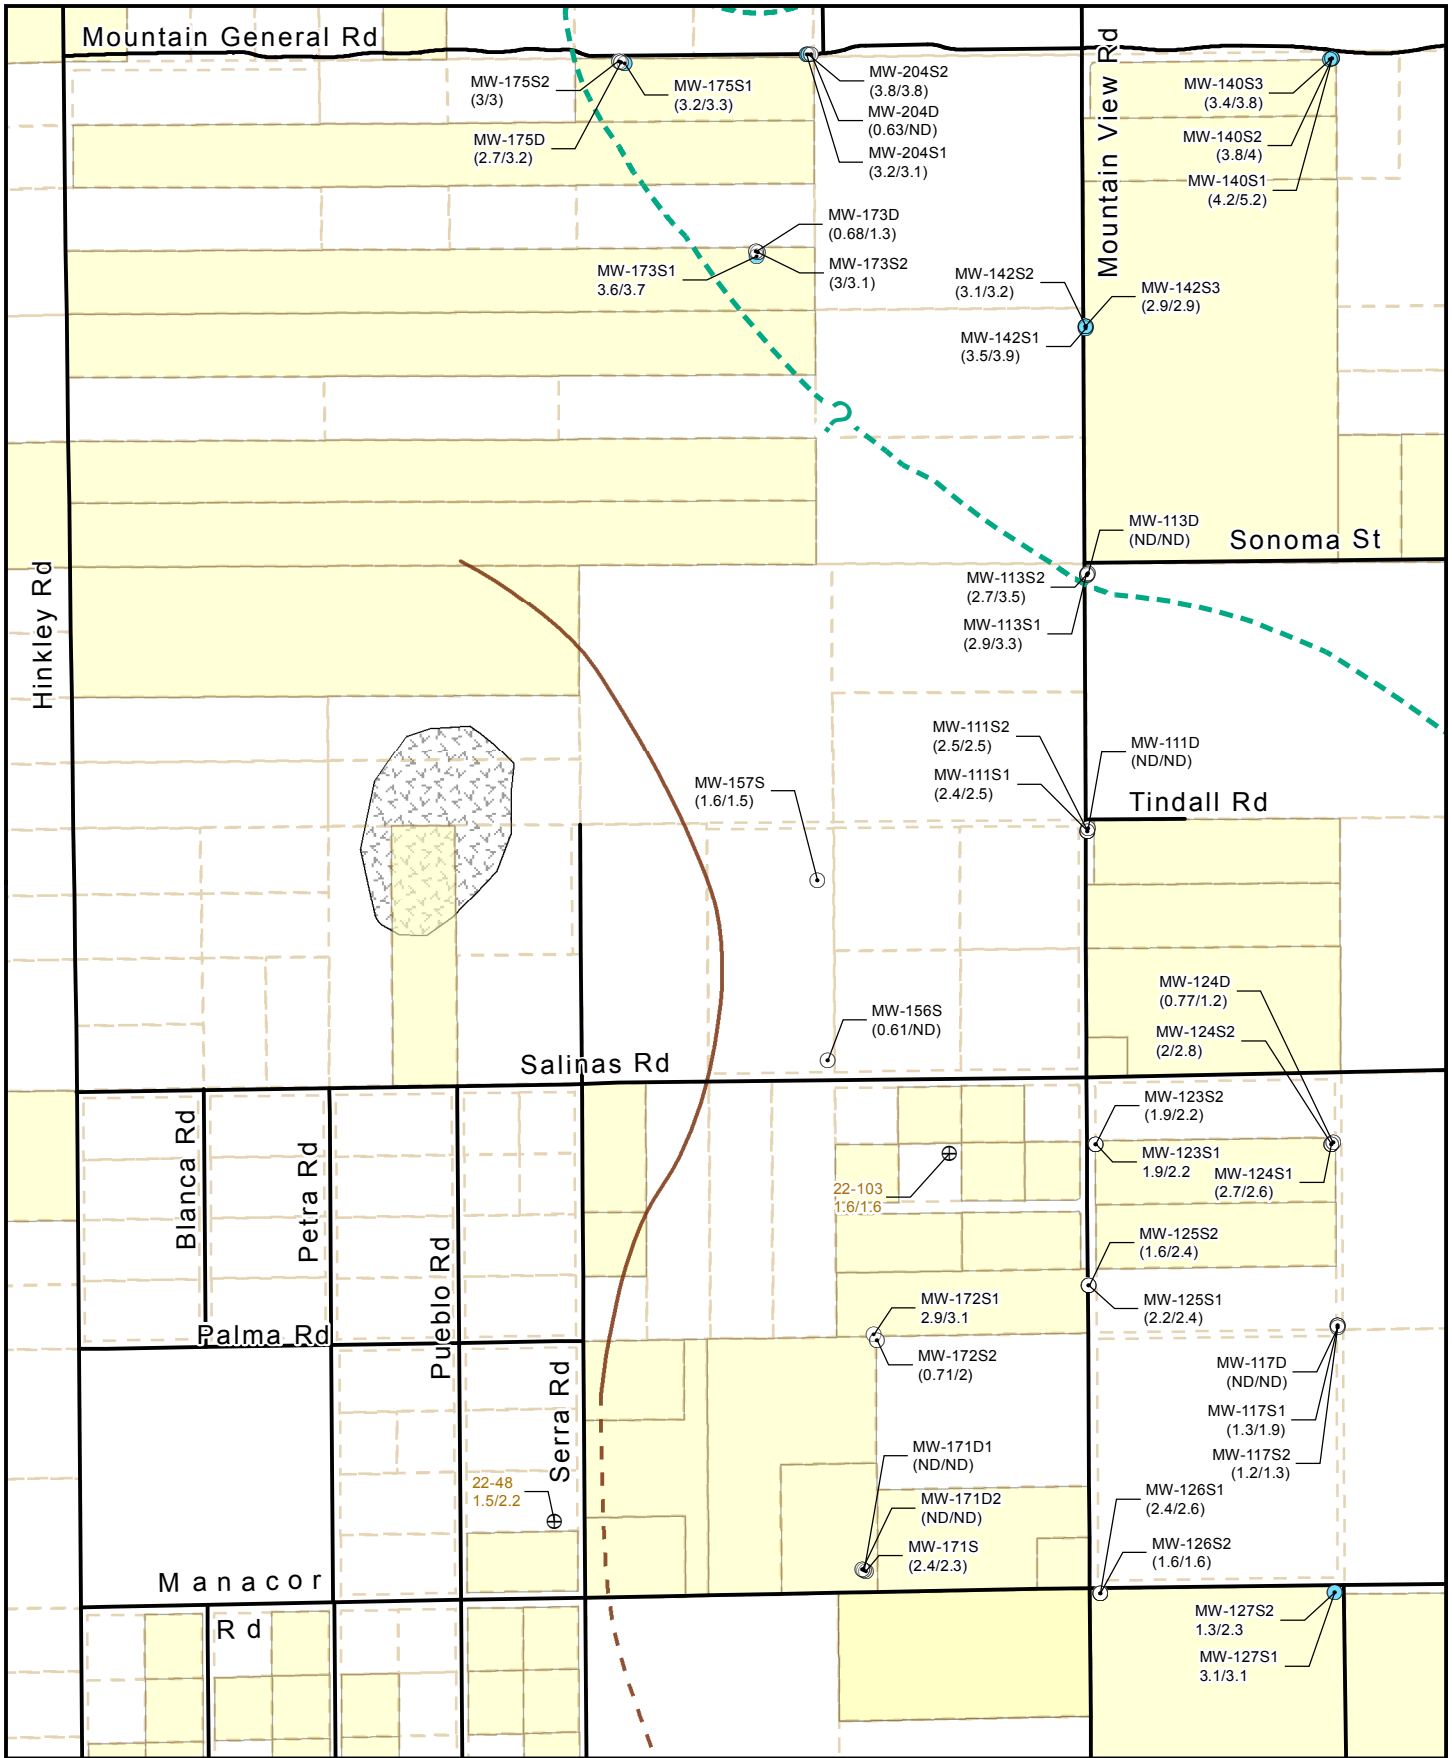 Mountain General Rd
Mountain View Rd
MW-175S2
(3/3)
MW-175S1
(3.2/3.3)
MW-175D
(2.7/3.2)
MW-204S2
(3.8/3.8)
MW-204D
(0.63/ND)
MW-204S1
(3.2/3.1)
MW-140S3
(3.4/3.8)
MW-140S2
(3.8/4)
MW-140S1
(4.2/5.2)
MW-173D
(0.68/1.3)
MW-173S1
3.6/3.7
MW-173S2
(3/3.1)
MW-142S2
(3.1/3.2)
MW-142S3
(2.9/2.9)
MW-142S1
(3.5/3.9)
?
MW-113D
(ND/ND)
Sonoma St
MW-113S2
(2.7/3.5)
MW-113S1
(2.9/3.3)
Hinkley Rd
MW-111S2
(2.5/2.5)
MW-111D
(ND/ND)
MW-111S1
(2.4/2.5)
MW-157S
(1.6/1.5)
Tindall Rd
MW-124D
(0.77/1.2)
MW-156S
(0.61/ND)
MW-124S2
(2/2.8)
Salinas Rd
MW-123S2
(1.9/2.2)
MW-123S1
1.9/2.2
MW-124S1
(2.7/2.6)
22-103
1.6/1.6
Blanca Rd
Petra Rd
Pueblo Rd
MW-125S2
(1.6/2.4)
MW-125S1
(2.2/2.4)
MW-172S1
2.9/3.1
MW-172S2
(0.71/2)
Palma Rd
MW-117D
(ND/ND)
MW-117S1
(1.3/1.9)
MW-117S2
(1.2/1.3)
Serra Rd
MW-171D1
(ND/ND)
22-48
1.5/2.2
MW-171D2
(ND/ND)
MW-126S1
(2.4/2.6)
MW-171S
(2.4/2.3)
MW-126S2
(1.6/1.6)
Manacor
Rd
MW-127S2
1.3/2.3
MW-127S1
3.1/3.1